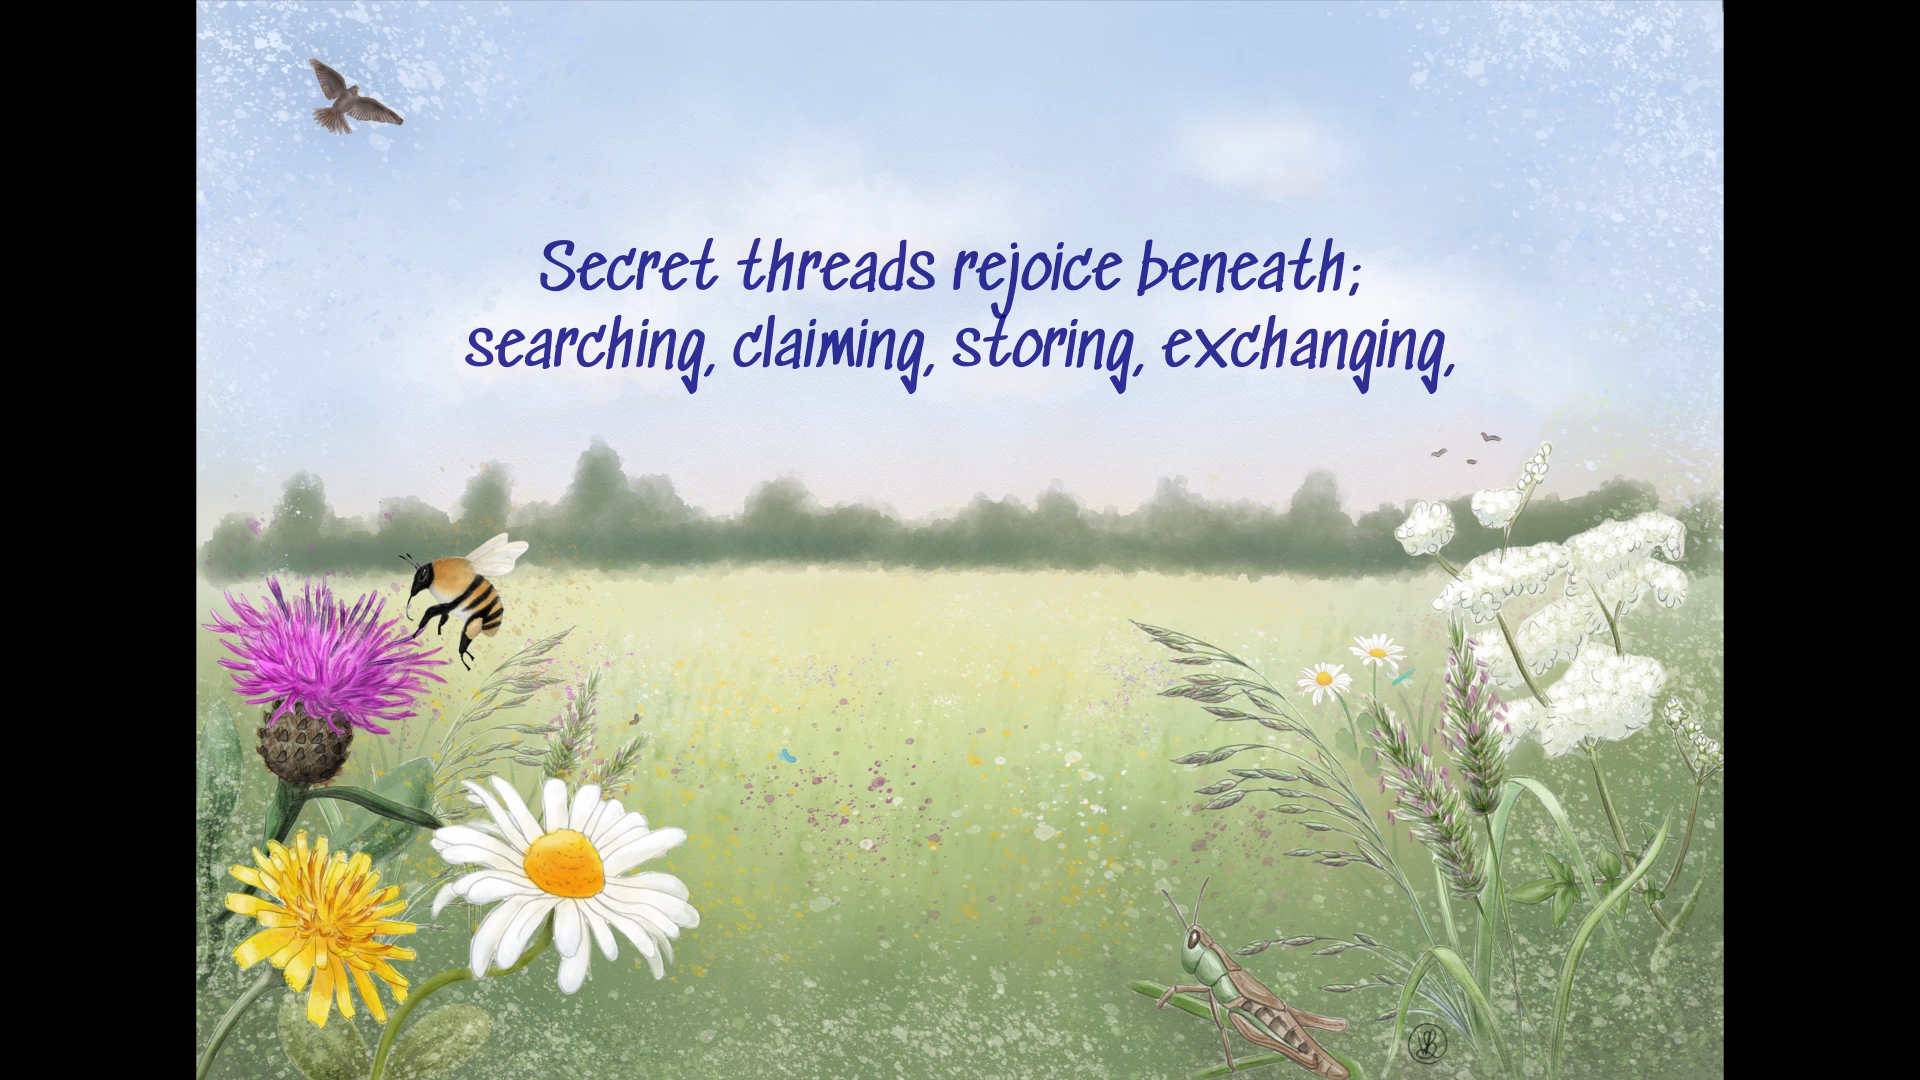 Secret threads rejoice beneath;
searching, claiming, storing, exchanging,